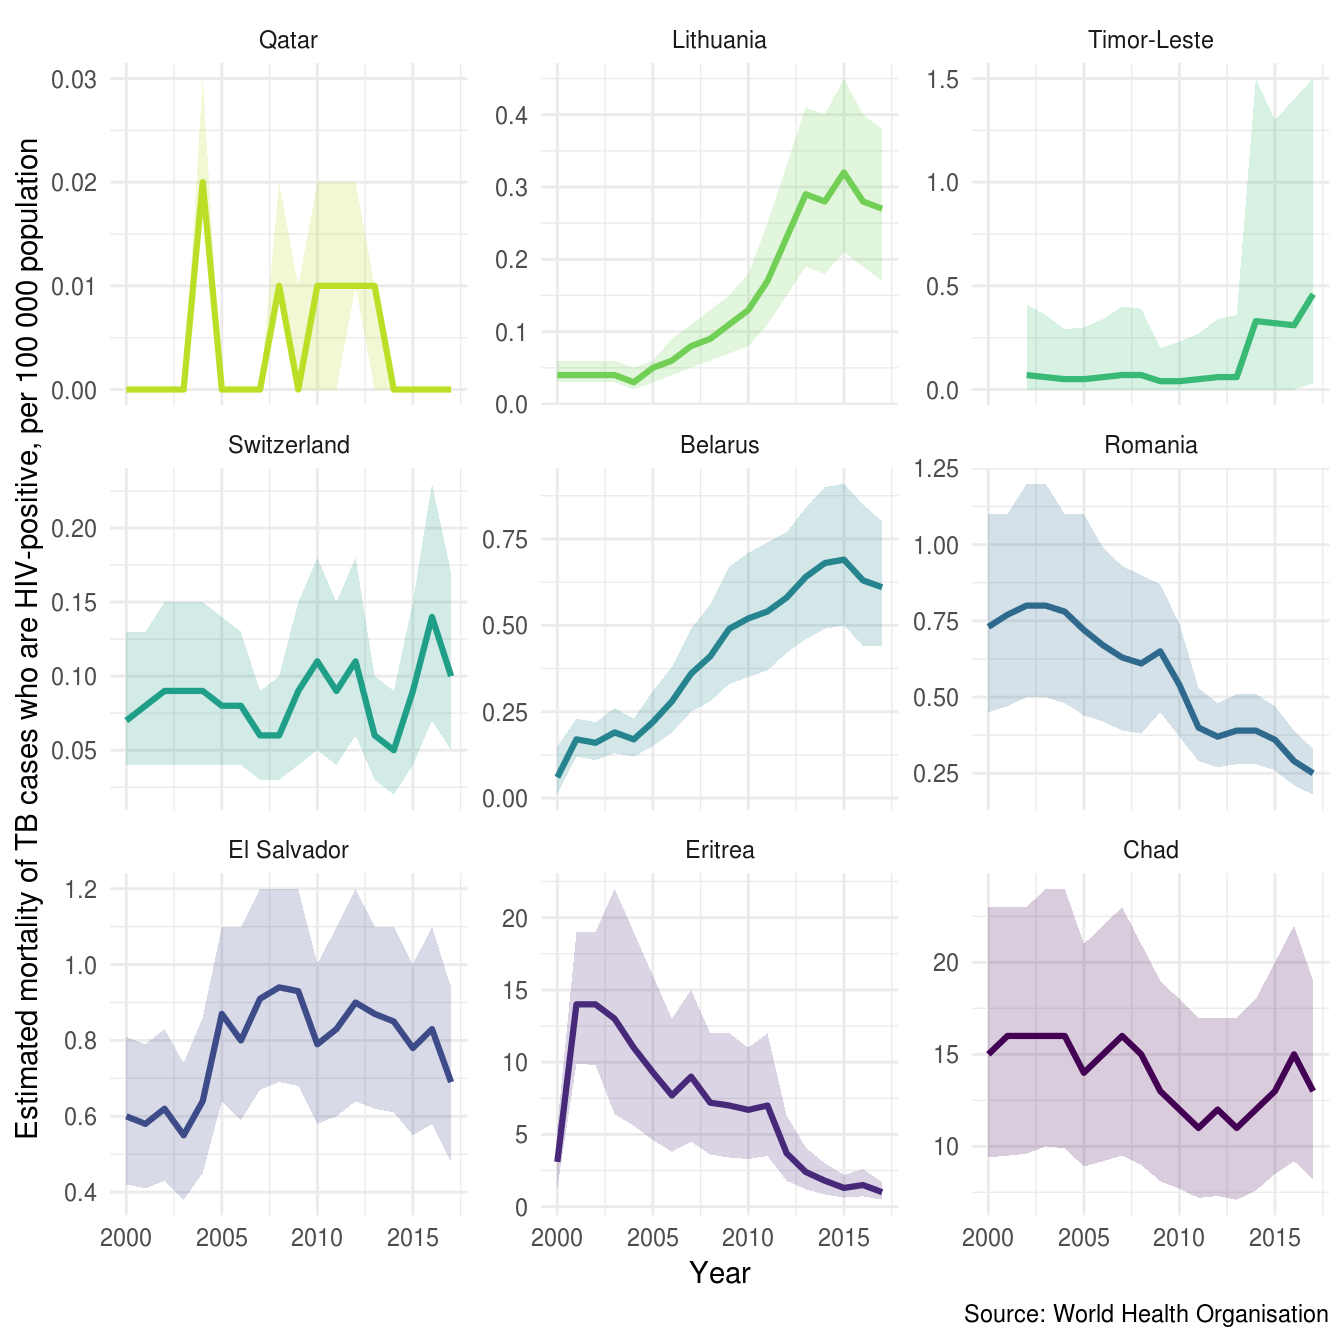 Qatar Lithuania Timor-Leste
0.03 0.02 0.01 0.00
0.4 0.3 0.2 0.1 0.0
1.5 1.0 0.5 0.0
Switzerland Belarus Romania
0.20 0.15 0.10 0.05
0.75 0.50 0.25 0.00
1.25 1.00 0.75 0.50 0.25
El Salvador Eritrea Chad
1.2 1.0 0.8 0.6 0.4
20 15 10 5 0
20 15 10
2000 2005 2010 2015 2000 2005 2010 2015 2000 2005 2010 2015
Estimated mortality of TB cases who are HIV-positive, per 100 000 population
Year
Source: World Health Organisation